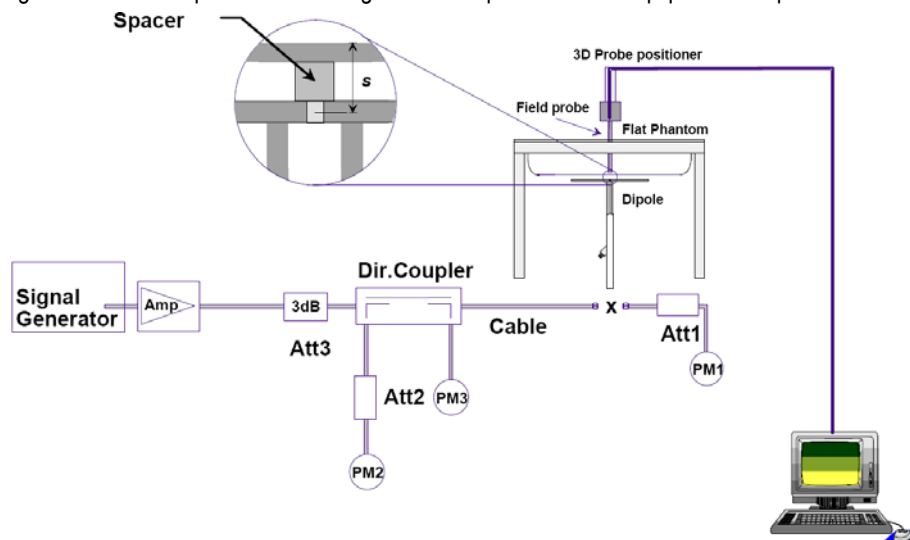 Spacer
s
3D Probe positioner
Field probe
Flat Phantom
Dipole
Signal
Generator
Amp
3dB
Att3
Dir.Coupler
Cable
x
Att1
PM1
Att2
PM3
PM2